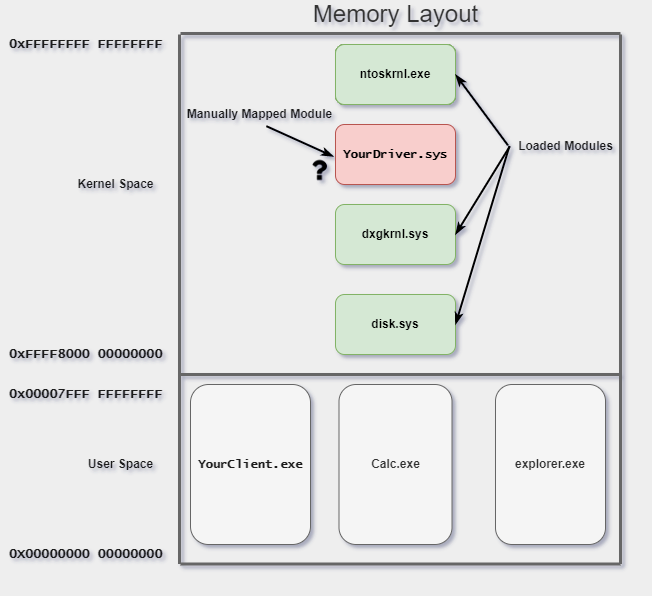 Memory Layout
0xFFFFFFFF FFFFFFFF
ntoskrnl.exe
Manually Mapped Module
YourDriver.sys
?
Loaded Modules
Kernel Space
dxgkrnl.sys
disk.sys
0xFFFF8000 00000000
0x00007FFF FFFFFFFF
User Space
YourClient.exe
Calc.exe
explorer.exe
0x00000000 00000000